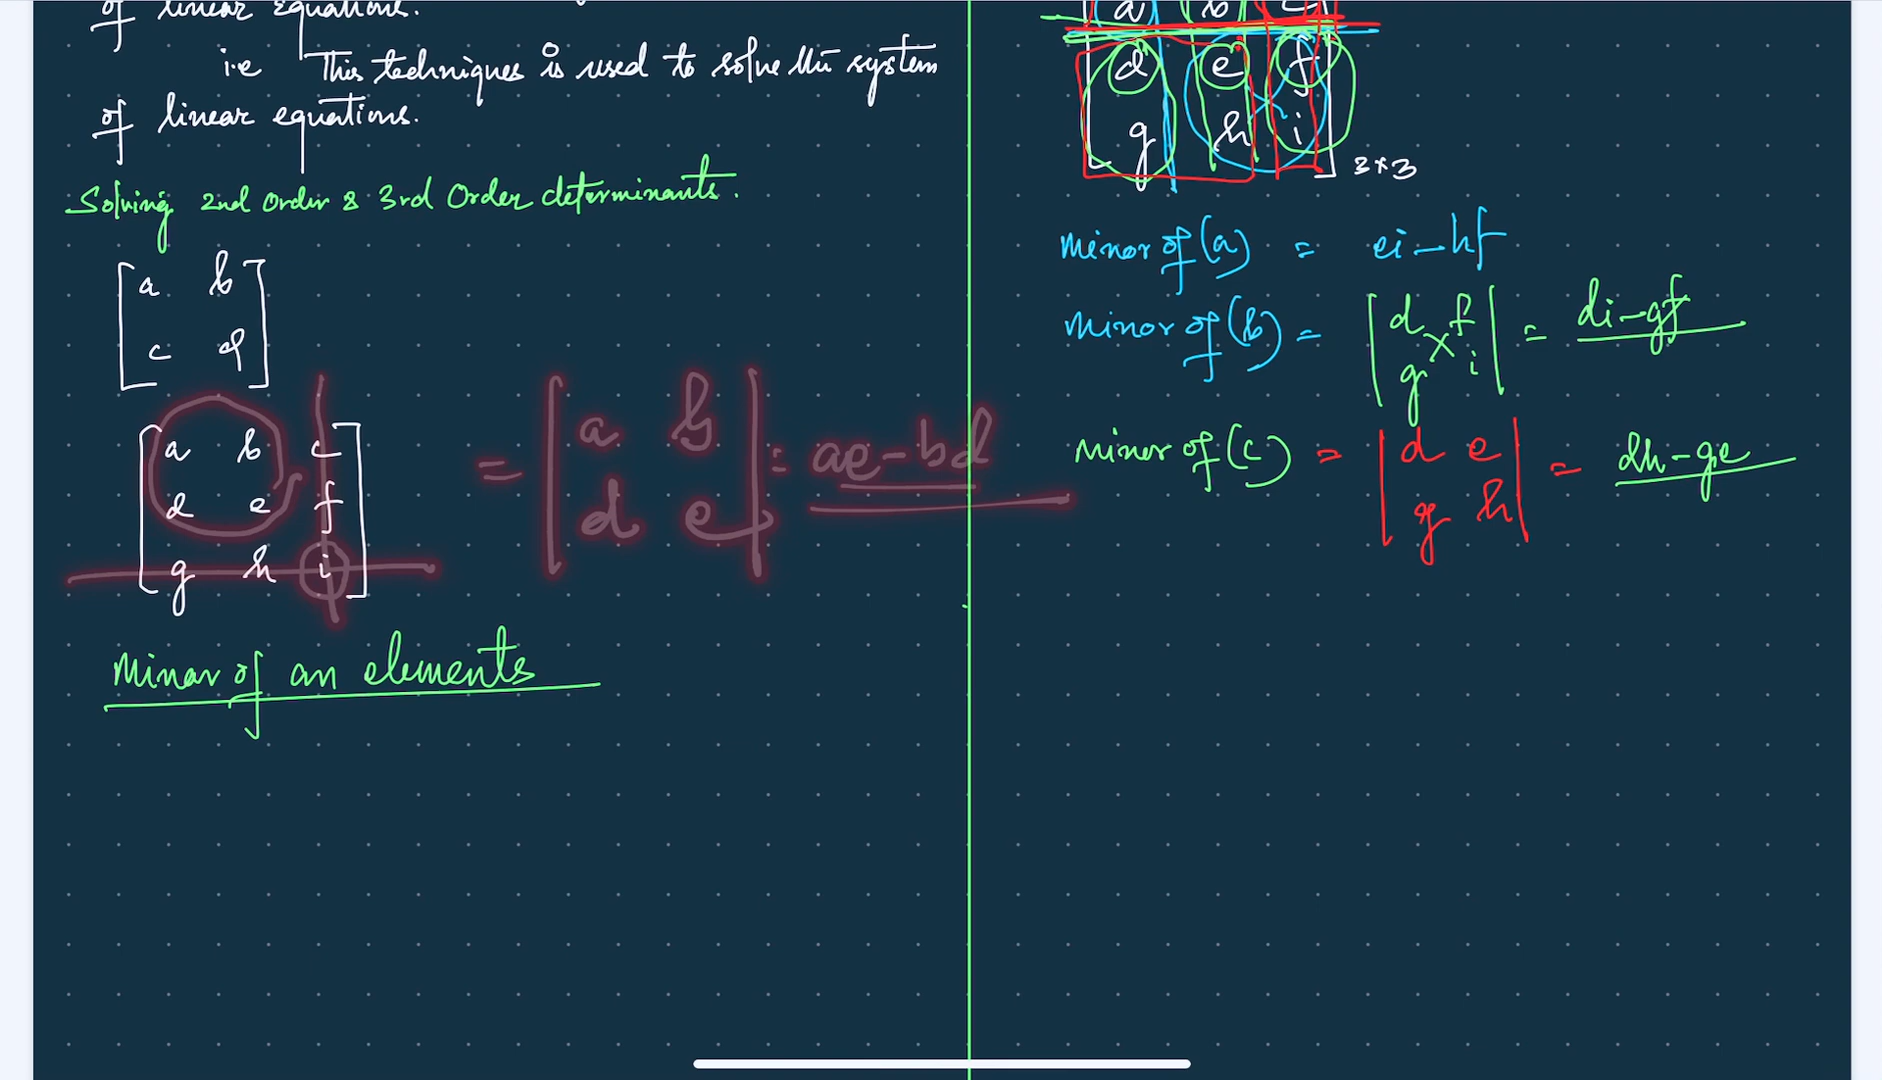 of linear equations.
i.e This techniques is used to solve the system
of linear equations.
Solving 2nd Order & 3rd Order determinants.
a b
c d
a b c
d e f
g h i
= a b = ae-bd
d e
Minor of an elements
a b c
d e f
g h i 3×3
Minor of (a) = ei-hf
Minor of (b) = d f = di-gf
g i
Minor of (c) = d e = dh-ge
g h